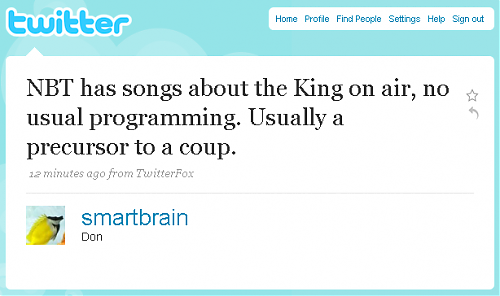 twitter
Home Profile Find People Settings Help Sign out
NBT has songs about the King on air, no
usual programming. Usually a
precursor to a coup.
12 minutes ago from TwitterFox
smartbrain
Don